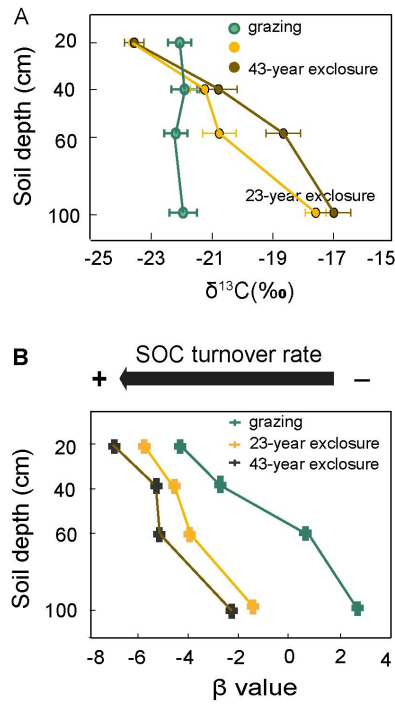 A
grazing
43-year exclosure
23-year exclosure
Soil depth (cm)
20
40
60
100
-25
-23
-21
-19
-17
-15
δ¹³C(‰)
B
SOC turnover rate
+
–
grazing
23-year exclosure
43-year exclosure
Soil depth (cm)
20
40
60
100
-8
-6
-4
-2
0
2
4
β value